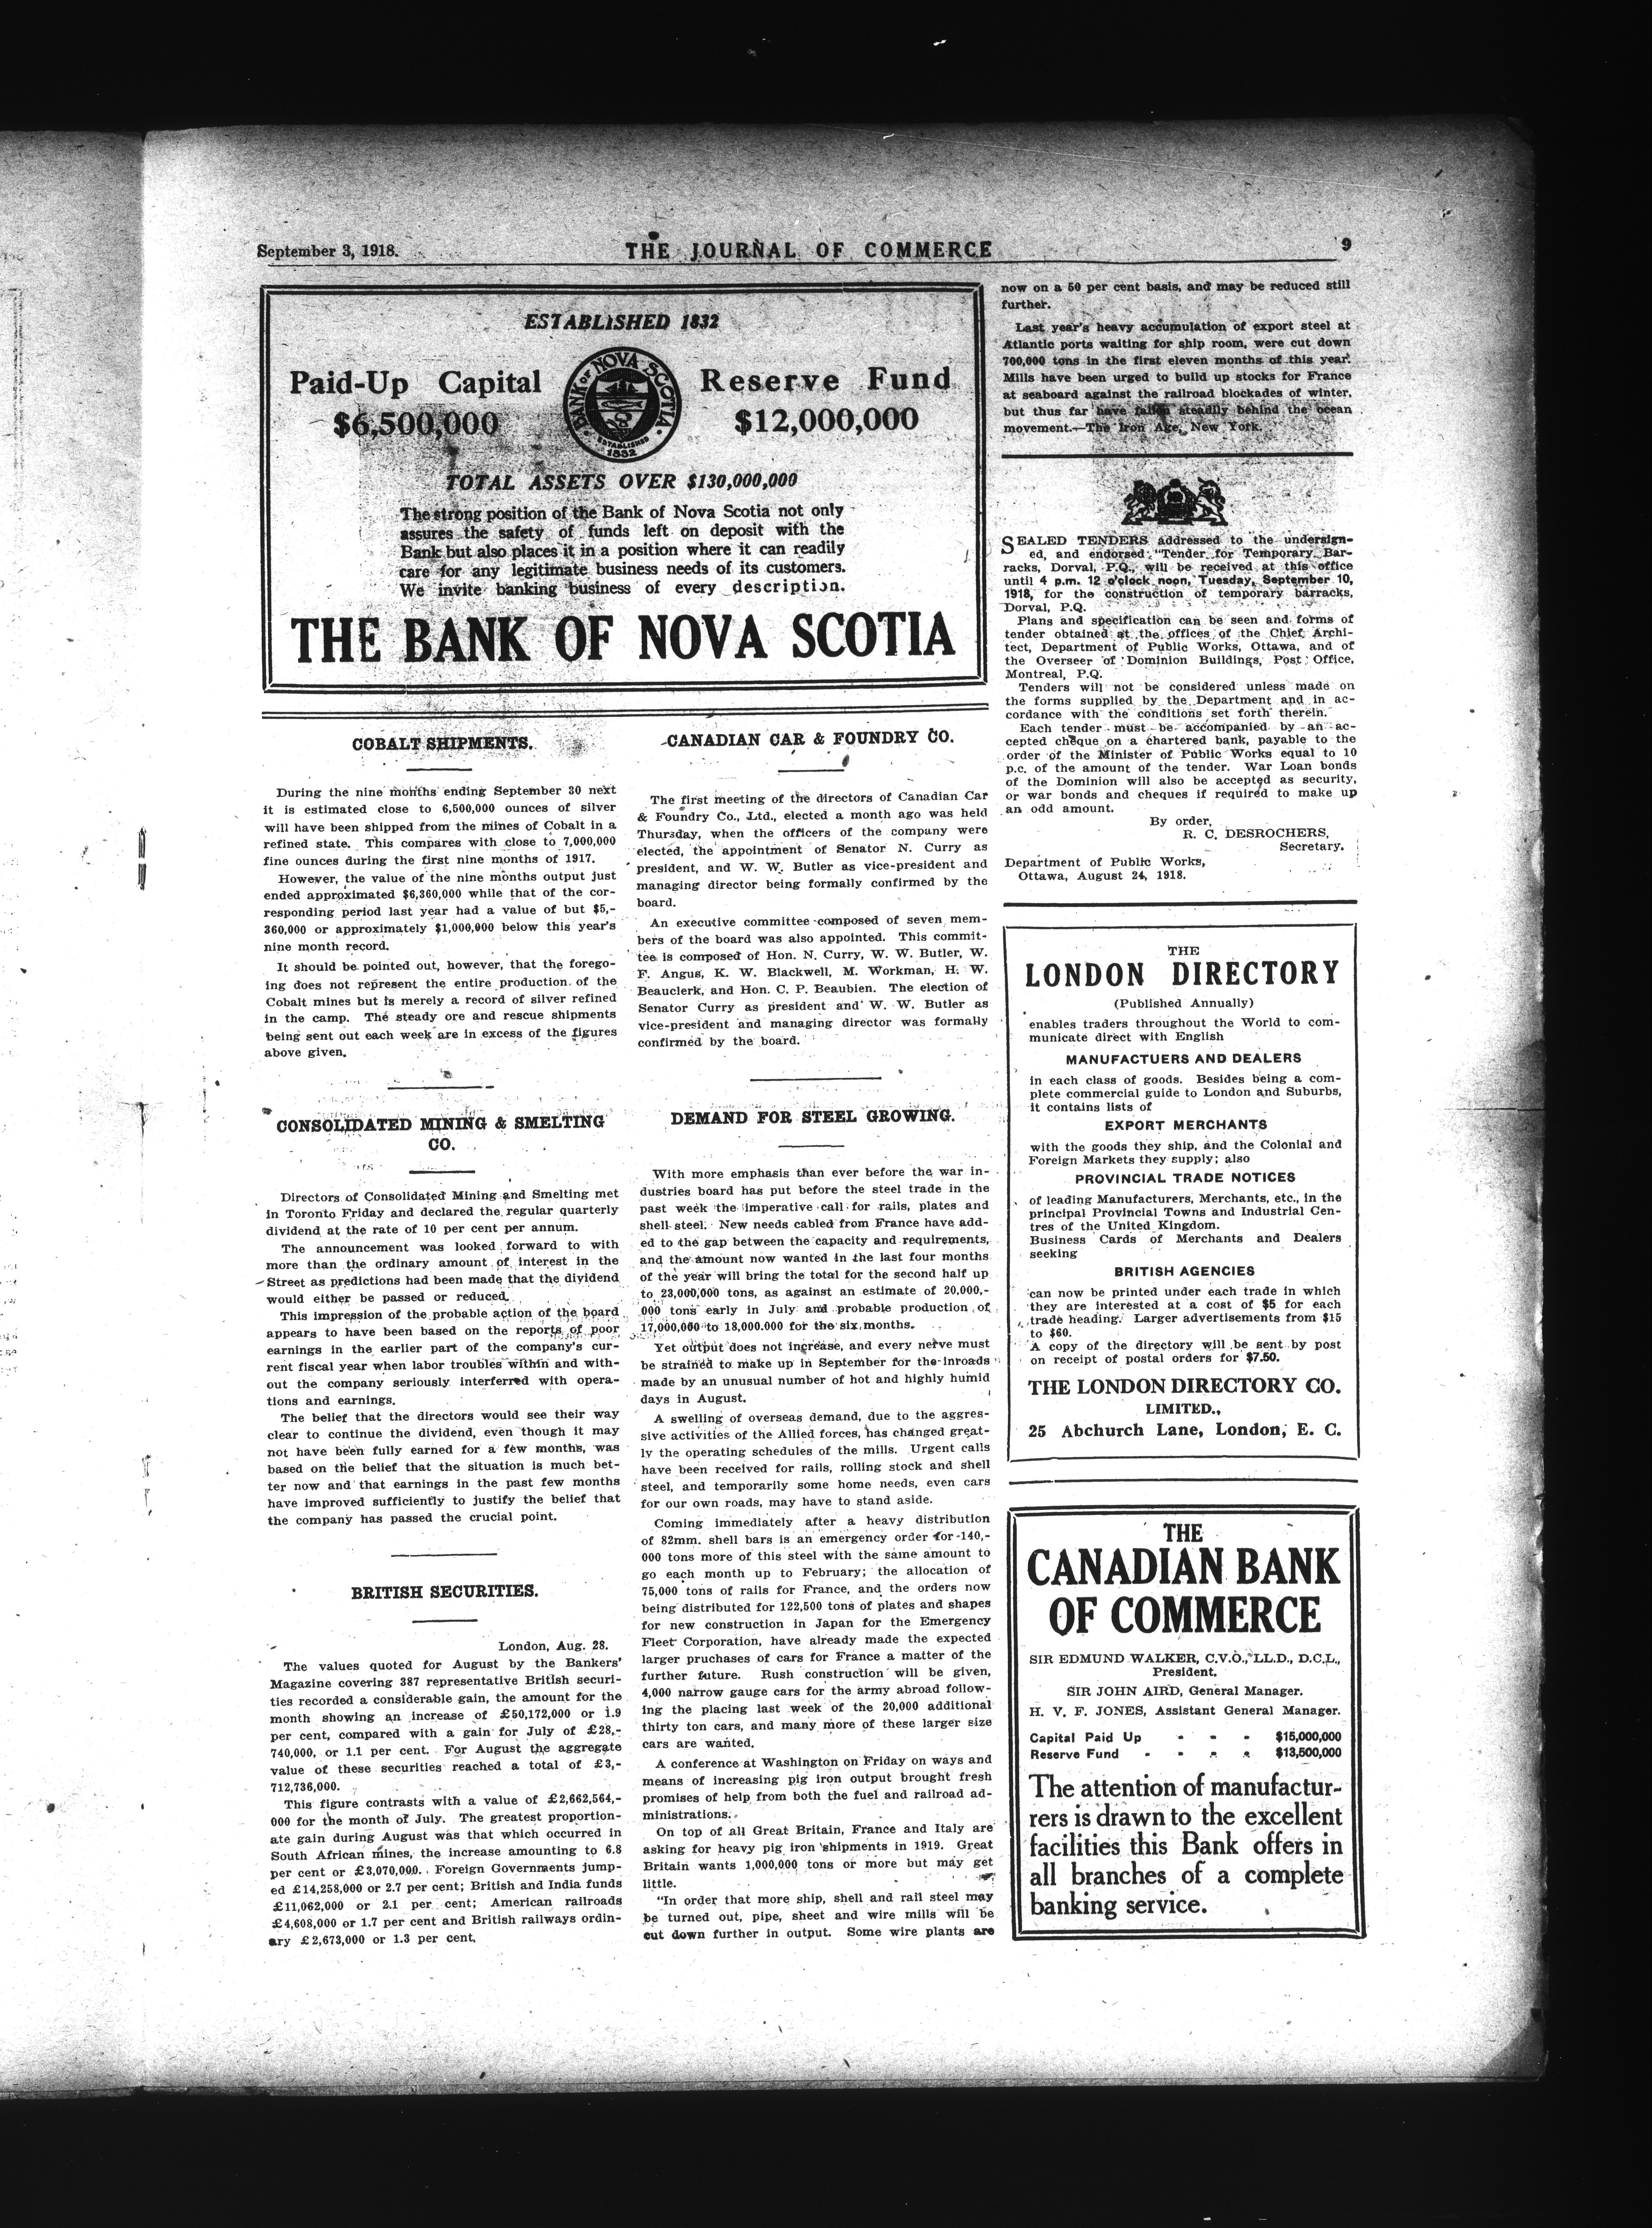 September 3, 1918.
THE JOURNAL OF COMMERCE
9
ESTABLISHED 1832
Paid-Up Capital
$6,500,000
BANK OF NOVA SCOTIA
ESTABLISHED
1832
Reserve Fund
$12,000,000
TOTAL ASSETS OVER $130,000,000
The strong position of the Bank of Nova Scotia not only
assures the safety of funds left on deposit with the
Bank but also places it in a position where it can readily
care for any legitimate business needs of its customers.
We invite banking business of every description.
THE BANK OF NOVA SCOTIA
COBALT SHIPMENTS.
During the nine months ending September 30 next
it is estimated close to 6,500,000 ounces of silver
will have been shipped from the mines of Cobalt in a
refined state. This compares with close to 7,000,000
fine ounces during the first nine months of 1917.
However, the value of the nine months output just
ended approximated $6,360,000 while that of the cor-
responding period last year had a value of but $5,-
360,000 or approximately $1,000,000 below this year's
nine month record.
It should be pointed out, however, that the forego-
ing does not represent the entire production of the
Cobalt mines but is merely a record of silver refined
in the camp. The steady ore and rescue shipments
being sent out each week are in excess of the figures
above given.
CONSOLIDATED MINING & SMELTING
CO.
Directors of Consolidated Mining and Smelting met
in Toronto Friday and declared the regular quarterly
dividend at the rate of 10 per cent per annum.
The announcement was looked forward to with
more than the ordinary amount of interest in the
Street as predictions had been made that the dividend
would either be passed or reduced.
This impression of the probable action of the board
appears to have been based on the reports of poor
earnings in the earlier part of the company's cur-
rent fiscal year when labor troubles within and with-
out the company seriously interferred with opera-
tions and earnings.
The belief that the directors would see their way
clear to continue the dividend, even though it may
not have been fully earned for a few months, was
based on the belief that the situation is much bet-
ter now and that earnings in the past few months
have improved sufficiently to justify the belief that
the company has passed the crucial point.
BRITISH SECURITIES.
London, Aug. 28.
The values quoted for August by the Bankers'
Magazine covering 387 representative British securi-
ties recorded a considerable gain, the amount for the
month showing an increase of £50,172,000 or 1.9
per cent, compared with a gain for July of £28,-
740,000, or 1.1 per cent. For August the aggregate
value of these securities reached a total of £3,-
712,736,000.
This figure contrasts with a value of £2,662,564,-
000 for the month of July. The greatest proportion-
ate gain during August was that which occurred in
South African mines, the increase amounting to 6.8
per cent or £3,070,000. Foreign Governments jump-
ed £14,258,000 or 2.7 per cent; British and India funds
£11,062,000 or 2.1 per cent; American railroads
£4,608,000 or 1.7 per cent and British railways ordin-
ary £2,673,000 or 1.3 per cent.
CANADIAN CAR & FOUNDRY CO.
The first meeting of the directors of Canadian Car
& Foundry Co., Ltd., elected a month ago was held
Thursday, when the officers of the company were
elected, the appointment of Senator N. Curry as
president, and W. W. Butler as vice-president and
managing director being formally confirmed by the
board.
An executive committee composed of seven mem-
bers of the board was also appointed. This commit-
tee is composed of Hon. N. Curry, W. W. Butler, W.
F. Angus, K. W. Blackwell, M. Workman, H. W.
Beauclerk, and Hon. C. P. Beaubien. The election of
Senator Curry as president and W. W. Butler as
vice-president and managing director was formally
confirmed by the board.
DEMAND FOR STEEL GROWING.
With more emphasis than ever before the war in-
dustries board has put before the steel trade in the
past week the imperative call for rails, plates and
shell steel. New needs cabled from France have add-
ed to the gap between the capacity and requirements,
and the amount now wanted in the last four months
of the year will bring the total for the second half up
to 23,000,000 tons, as against an estimate of 20,000,-
000 tons early in July and probable production of
17,000,000 to 18,000.000 for the six months.
Yet output does not increase, and every nerve must
be strained to make up in September for the inroads
made by an unusual number of hot and highly humid
days in August.
A swelling of overseas demand, due to the aggres-
sive activities of the Allied forces, has changed great-
ly the operating schedules of the mills. Urgent calls
have been received for rails, rolling stock and shell
steel, and temporarily some home needs, even cars
for our own roads, may have to stand aside.
Coming immediately after a heavy distribution
of 82mm. shell bars is an emergency order for 140,-
000 tons more of this steel with the same amount to
go each month up to February; the allocation of
75,000 tons of rails for France, and the orders now
being distributed for 122,500 tons of plates and shapes
for new construction in Japan for the Emergency
Fleet Corporation, have already made the expected
larger pruchases of cars for France a matter of the
further future. Rush construction will be given,
4,000 narrow gauge cars for the army abroad follow-
ing the placing last week of the 20,000 additional
thirty ton cars, and many more of these larger size
cars are wanted.
A conference at Washington on Friday on ways and
means of increasing pig iron output brought fresh
promises of help from both the fuel and railroad ad-
ministrations.
On top of all Great Britain, France and Italy are
asking for heavy pig iron shipments in 1919. Great
Britain wants 1,000,000 tons or more but may get
little.
"In order that more ship, shell and rail steel may
be turned out, pipe, sheet and wire mills will be
cut down further in output. Some wire plants are
now on a 50 per cent basis, and may be reduced still
further.
Last year's heavy accumulation of export steel at
Atlantic ports waiting for ship room, were cut down
700,000 tons in the first eleven months of this year.
Mills have been urged to build up stocks for France
at seaboard against the railroad blockades of winter,
but thus far have fallen steadily behind the ocean
movement.—The Iron Age, New York.
SEALED TENDERS addressed to the undersign-
ed, and endorsed "Tender for Temporary Bar-
racks, Dorval, P.Q., will be received at this office
until 4 p.m. 12 o'clock noon, Tuesday, September 10,
1918, for the construction of temporary barracks,
Dorval, P.Q.
Plans and specification can be seen and forms of
tender obtained at the offices of the Chief Archi-
tect, Department of Public Works, Ottawa, and of
the Overseer of Dominion Buildings, Post Office,
Montreal, P.Q.
Tenders will not be considered unless made on
the forms supplied by the Department and in ac-
cordance with the conditions set forth therein.
Each tender must be accompanied by an ac-
cepted cheque on a chartered bank, payable to the
order of the Minister of Public Works equal to 10
p.c. of the amount of the tender. War Loan bonds
of the Dominion will also be accepted as security,
or war bonds and cheques if required to make up
an odd amount.
By order,
R. C. DESROCHERS,
Secretary.
Department of Public Works,
Ottawa, August 24, 1918.
THE
LONDON DIRECTORY
(Published Annually)
enables traders throughout the World to com-
municate direct with English
MANUFACTUERS AND DEALERS
in each class of goods. Besides being a com-
plete commercial guide to London and Suburbs,
it contains lists of
EXPORT MERCHANTS
with the goods they ship, and the Colonial and
Foreign Markets they supply; also
PROVINCIAL TRADE NOTICES
of leading Manufacturers, Merchants, etc., in the
principal Provincial Towns and Industrial Cen-
tres of the United Kingdom.
Business Cards of Merchants and Dealers
seeking
BRITISH AGENCIES
can now be printed under each trade in which
they are interested at a cost of $5 for each
trade heading. Larger advertisements from $15
to $60.
A copy of the directory will be sent by post
on receipt of postal orders for $7.50.
THE LONDON DIRECTORY CO.
LIMITED.,
25 Abchurch Lane, London, E. C.
THE
CANADIAN BANK
OF COMMERCE
SIR EDMUND WALKER, C.V.O., LL.D., D.C.L.,
President.
SIR JOHN AIRD, General Manager.
H. V. F. JONES, Assistant General Manager.
Capital Paid Up - - - $15,000,000
Reserve Fund - - - - $13,500,000
The attention of manufactur-
rers is drawn to the excellent
facilities this Bank offers in
all branches of a complete
banking service.